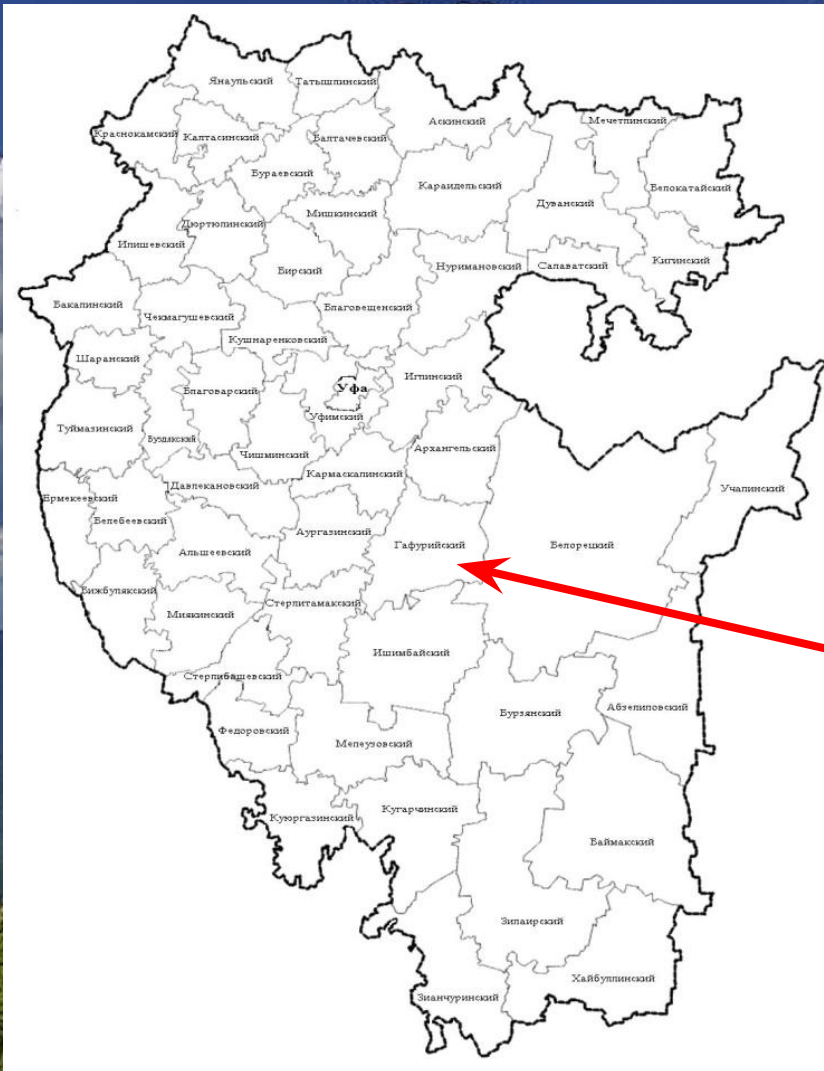 Янаульский
Татышлинский
Аскинский
Мечетлинский
Краснокамский
Калтасинский
Балтачевский
Бураевский
Караидельский
Белокатайский
Дуванский
Мишкинский
Дюртюлинский
Илишевский
Бирский
Нуримановский
Салаватский
Кигинский
Бакалинский
Чекмагушевский
Благовещенский
Кушнаренковский
Шаранский
Благоварский
Уфа
Иглинский
Уфимский
Туймазинский
Буздякский
Чишминский
Архангельский
Кармаскалинский
Давлекановский
Учалинский
Ермекеевский
Белебеевский
Аургазинский
Гафурийский
Белорецкий
Альшеевский
Бижбулякский
Миякинский
Стерлитамакский
Ишимбайский
Стерлибашевский
Абзелиловский
Бурзянский
Федоровский
Мелеузовский
Куюргазинский
Кугарчинский
Баймакский
Зилаирский
Хайбуллинский
Зианчуринский